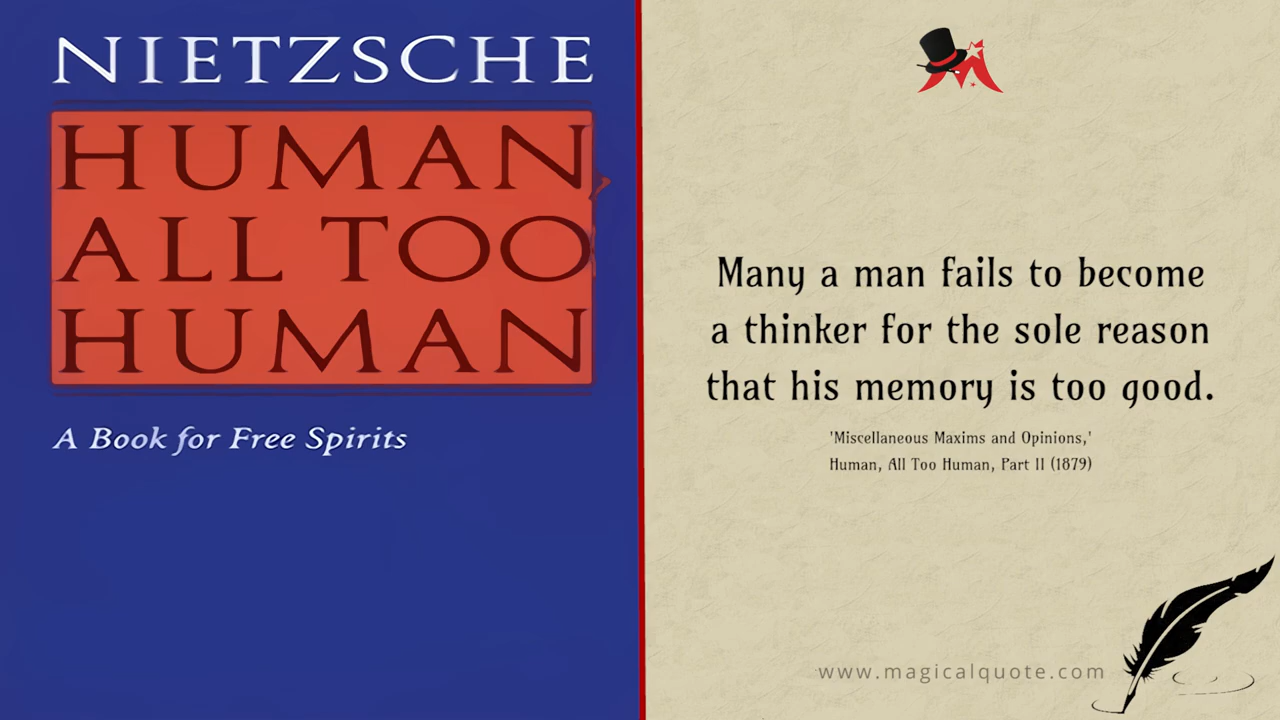 NIETZSCHE
HUMAN,
ALL TOO
HUMAN
A Book for Free Spirits
Many a man fails to become
a thinker for the sole reason
that his memory is too good.
'Miscellaneous Maxims and Opinions,'
Human, All Too Human, Part II (1879)
www.magicalquote.com